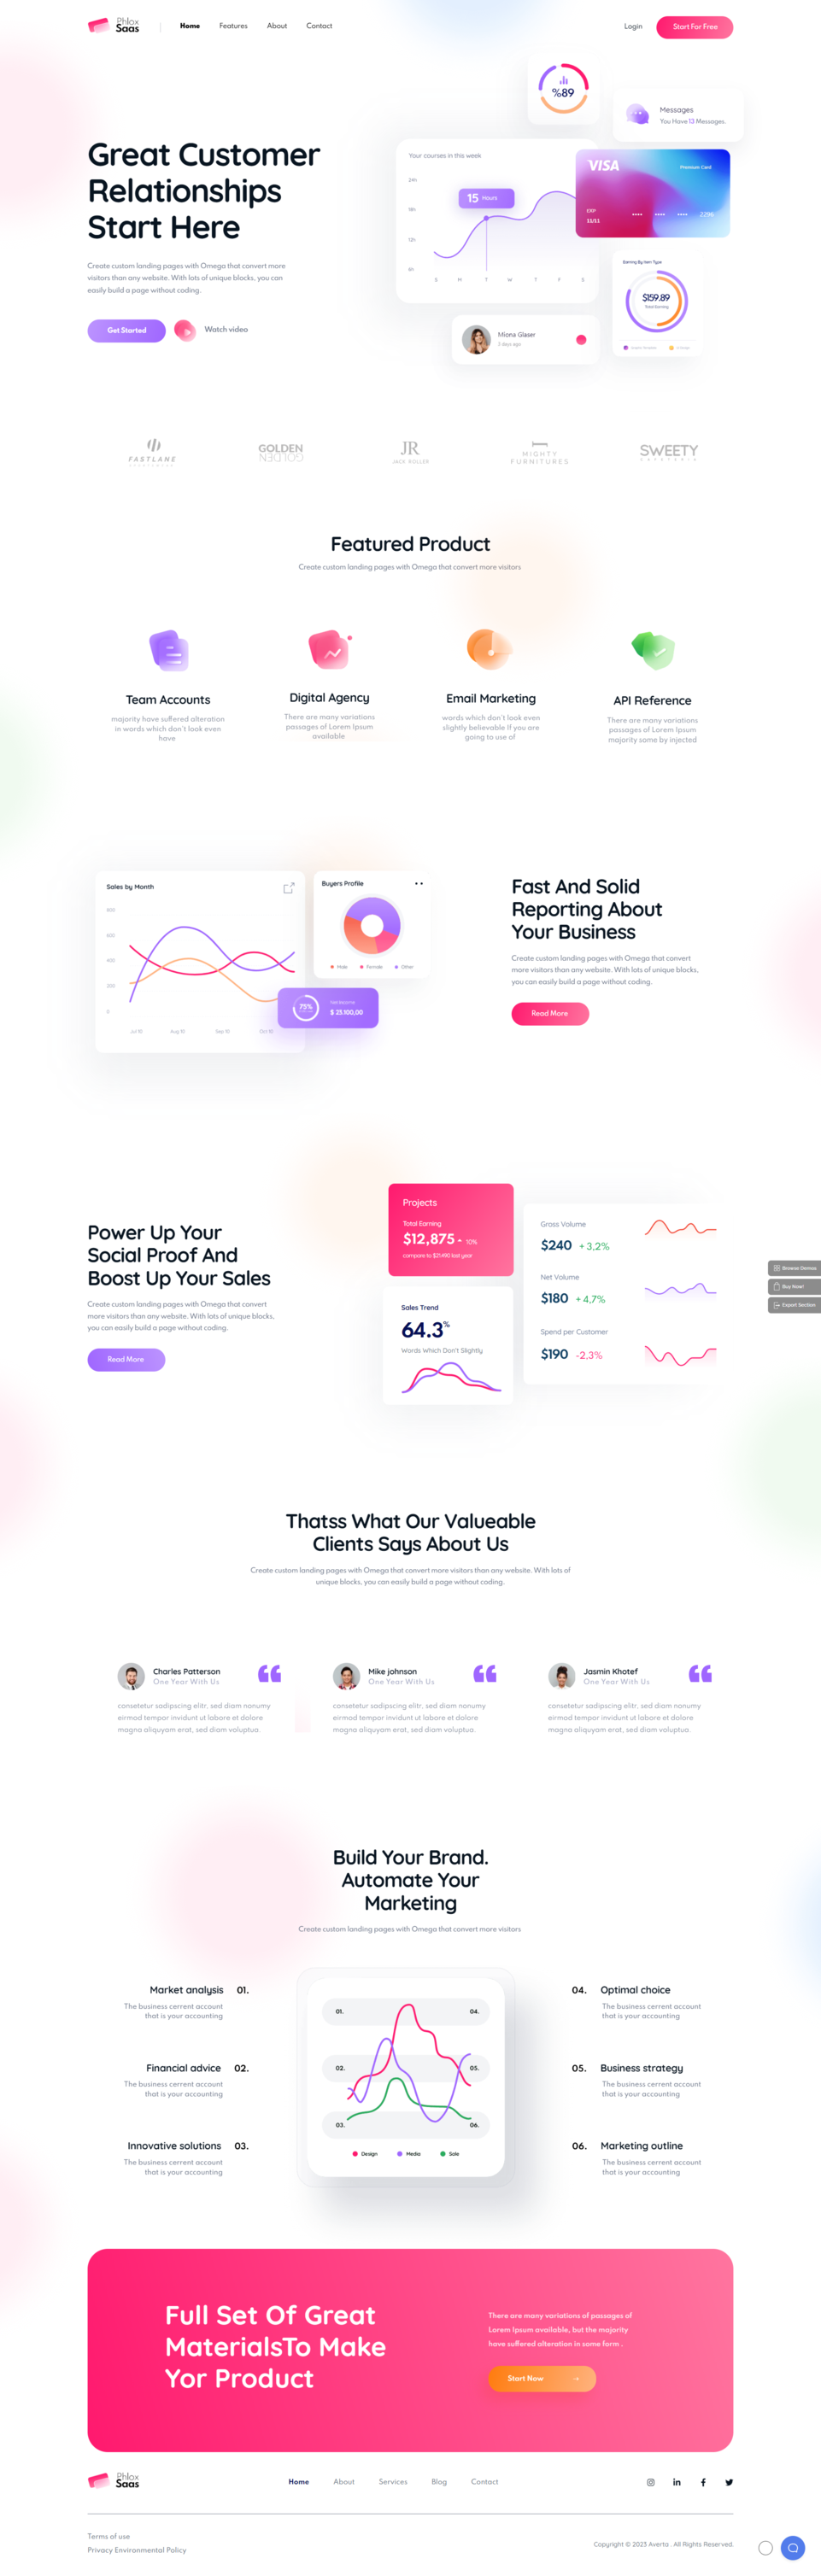 Phlox
Saas
Home
Features
About
Contact
Login
Start For Free
Great Customer
Relationships
Start Here
Create custom landing pages with Omega that convert more
visitors than any website. With lots of unique blocks, you can
easily build a page without coding.
Get Started
Watch video
%89
Messages
You Have 13 Messages.
Your courses in this week
24h
18h
12h
6h
15 Hours
S M T W T F S
VISA
Premium Card
EXP
11/11
•••• •••• •••• 2296
Earning By Item Type
$159.89
Total Earning
Miona Glaser
3 days ago
FASTLANE
GOLDEN
GOLDEN
JR
JACK ROLLER
MIGHTY
FURNITURES
SWEETY
Featured Product
Create custom landing pages with Omega that convert more visitors
Team Accounts
majority have suffered alteration
in words which don't look even
have
Digital Agency
There are many variations
passages of Lorem Ipsum
available
Email Marketing
words which don't look even
slightly believable If you are
going to use of
API Reference
There are many variations
passages of Lorem Ipsum
majority some by injected
Sales by Month
800
600
400
200
0
Jul 10
Aug 10
Sep 10
Oct 10
Buyers Profile
Male
Female
Other
75%
Net Income
$ 23.100,00
Fast And Solid
Reporting About
Your Business
Create custom landing pages with Omega that convert
more visitors than any website. With lots of unique blocks,
you can easily build a page without coding.
Read More
Power Up Your
Social Proof And
Boost Up Your Sales
Create custom landing pages with Omega that convert
more visitors than any website. With lots of unique blocks,
you can easily build a page without coding.
Read More
Projects
Total Earning
$12,875 - 10%
compare to $21.490 last year
Sales Trend
64.3%
Words Which Don't Slightly
Gross Volume
$240 +3.2%
Net Volume
$180 +4.7%
Spend per Customer
$190 -2.3%
Browse Demos
Buy Now!
Export Section
Thatss What Our Valueable
Clients Says About Us
Create custom landing pages with Omega that convert more visitors than any website. With lots of
unique blocks, you can easily build a page without coding.
Charles Patterson
One Year With Us
consetetur sadipscing elitr, sed diam nonumy
eirmod tempor invidunt ut labore et dolore
magna aliquyam erat, sed diam voluptua.
Mike johnson
One Year With Us
consetetur sadipscing elitr, sed diam nonumy
eirmod tempor invidunt ut labore et dolore
magna aliquyam erat, sed diam voluptua.
Jasmin Khotef
One Year With Us
consetetur sadipscing elitr, sed diam nonumy
eirmod tempor invidunt ut labore et dolore
magna aliquyam erat, sed diam voluptua.
Build Your Brand.
Automate Your
Marketing
Create custom landing pages with Omega that convert more visitors
Market analysis 01.
The business cerrent account
that is your accounting
Financial advice 02.
The business cerrent account
that is your accounting
Innovative solutions 03.
The business cerrent account
that is your accounting
01. 04.
02. 05.
03. 06.
Design
Media
Sale
04. Optimal choice
The business cerrent account
that is your accounting
05. Business strategy
The business cerrent account
that is your accounting
06. Marketing outline
The business cerrent account
that is your accounting
Full Set Of Great
MaterialsTo Make
Yor Product
There are many variations of passages of
Lorem Ipsum available, but the majority
have suffered alteration in some form ,
Start Now →
Phlox
Saas
Home
About
Services
Blog
Contact
Terms of use
Privacy Environmental Policy
Copyright © 2023 Averta . All Rights Reserved.